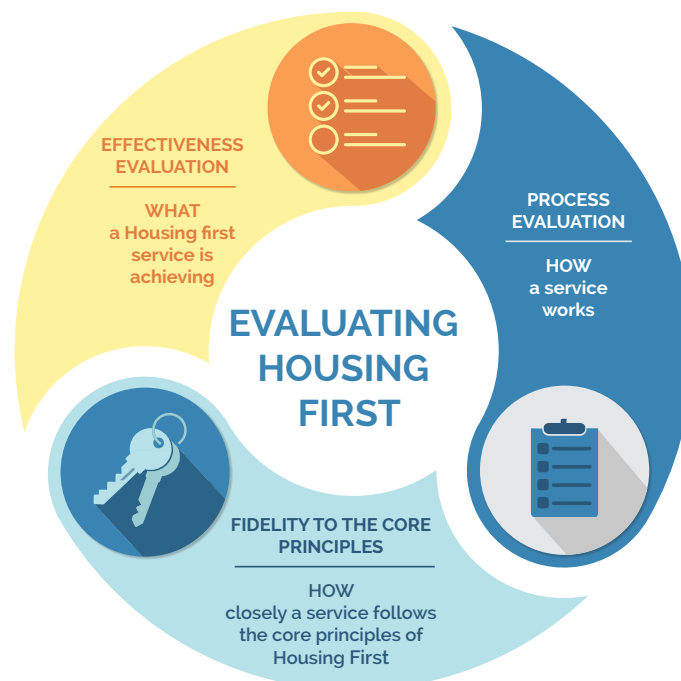 EFFECTIVENESS
EVALUATION
WHAT
a Housing first
service is
achieving
PROCESS
EVALUATION
HOW
a service
works
EVALUATING
HOUSING
FIRST
FIDELITY TO THE CORE
PRINCIPLES
HOW
closely a service follows
the core principles of
Housing First